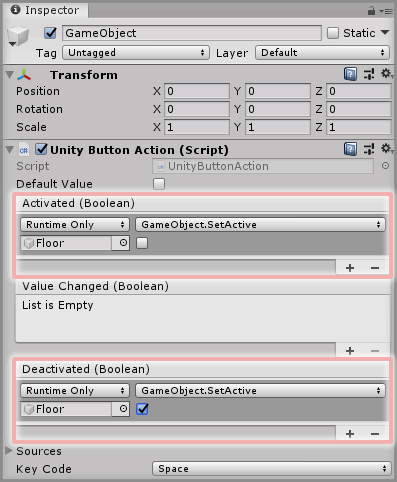 Inspector
GameObject Static
Tag Untagged Layer Default
Transform
Position X 0 Y 0 Z 0
Rotation X 0 Y 0 Z 0
Scale X 1 Y 1 Z 1
Unity Button Action (Script)
Script UnityButtonAction
Default Value
Activated (Boolean)
Runtime Only GameObject.SetActive
Floor
Value Changed (Boolean)
List is Empty
Deactivated (Boolean)
Runtime Only GameObject.SetActive
Floor
Sources
Key Code Space